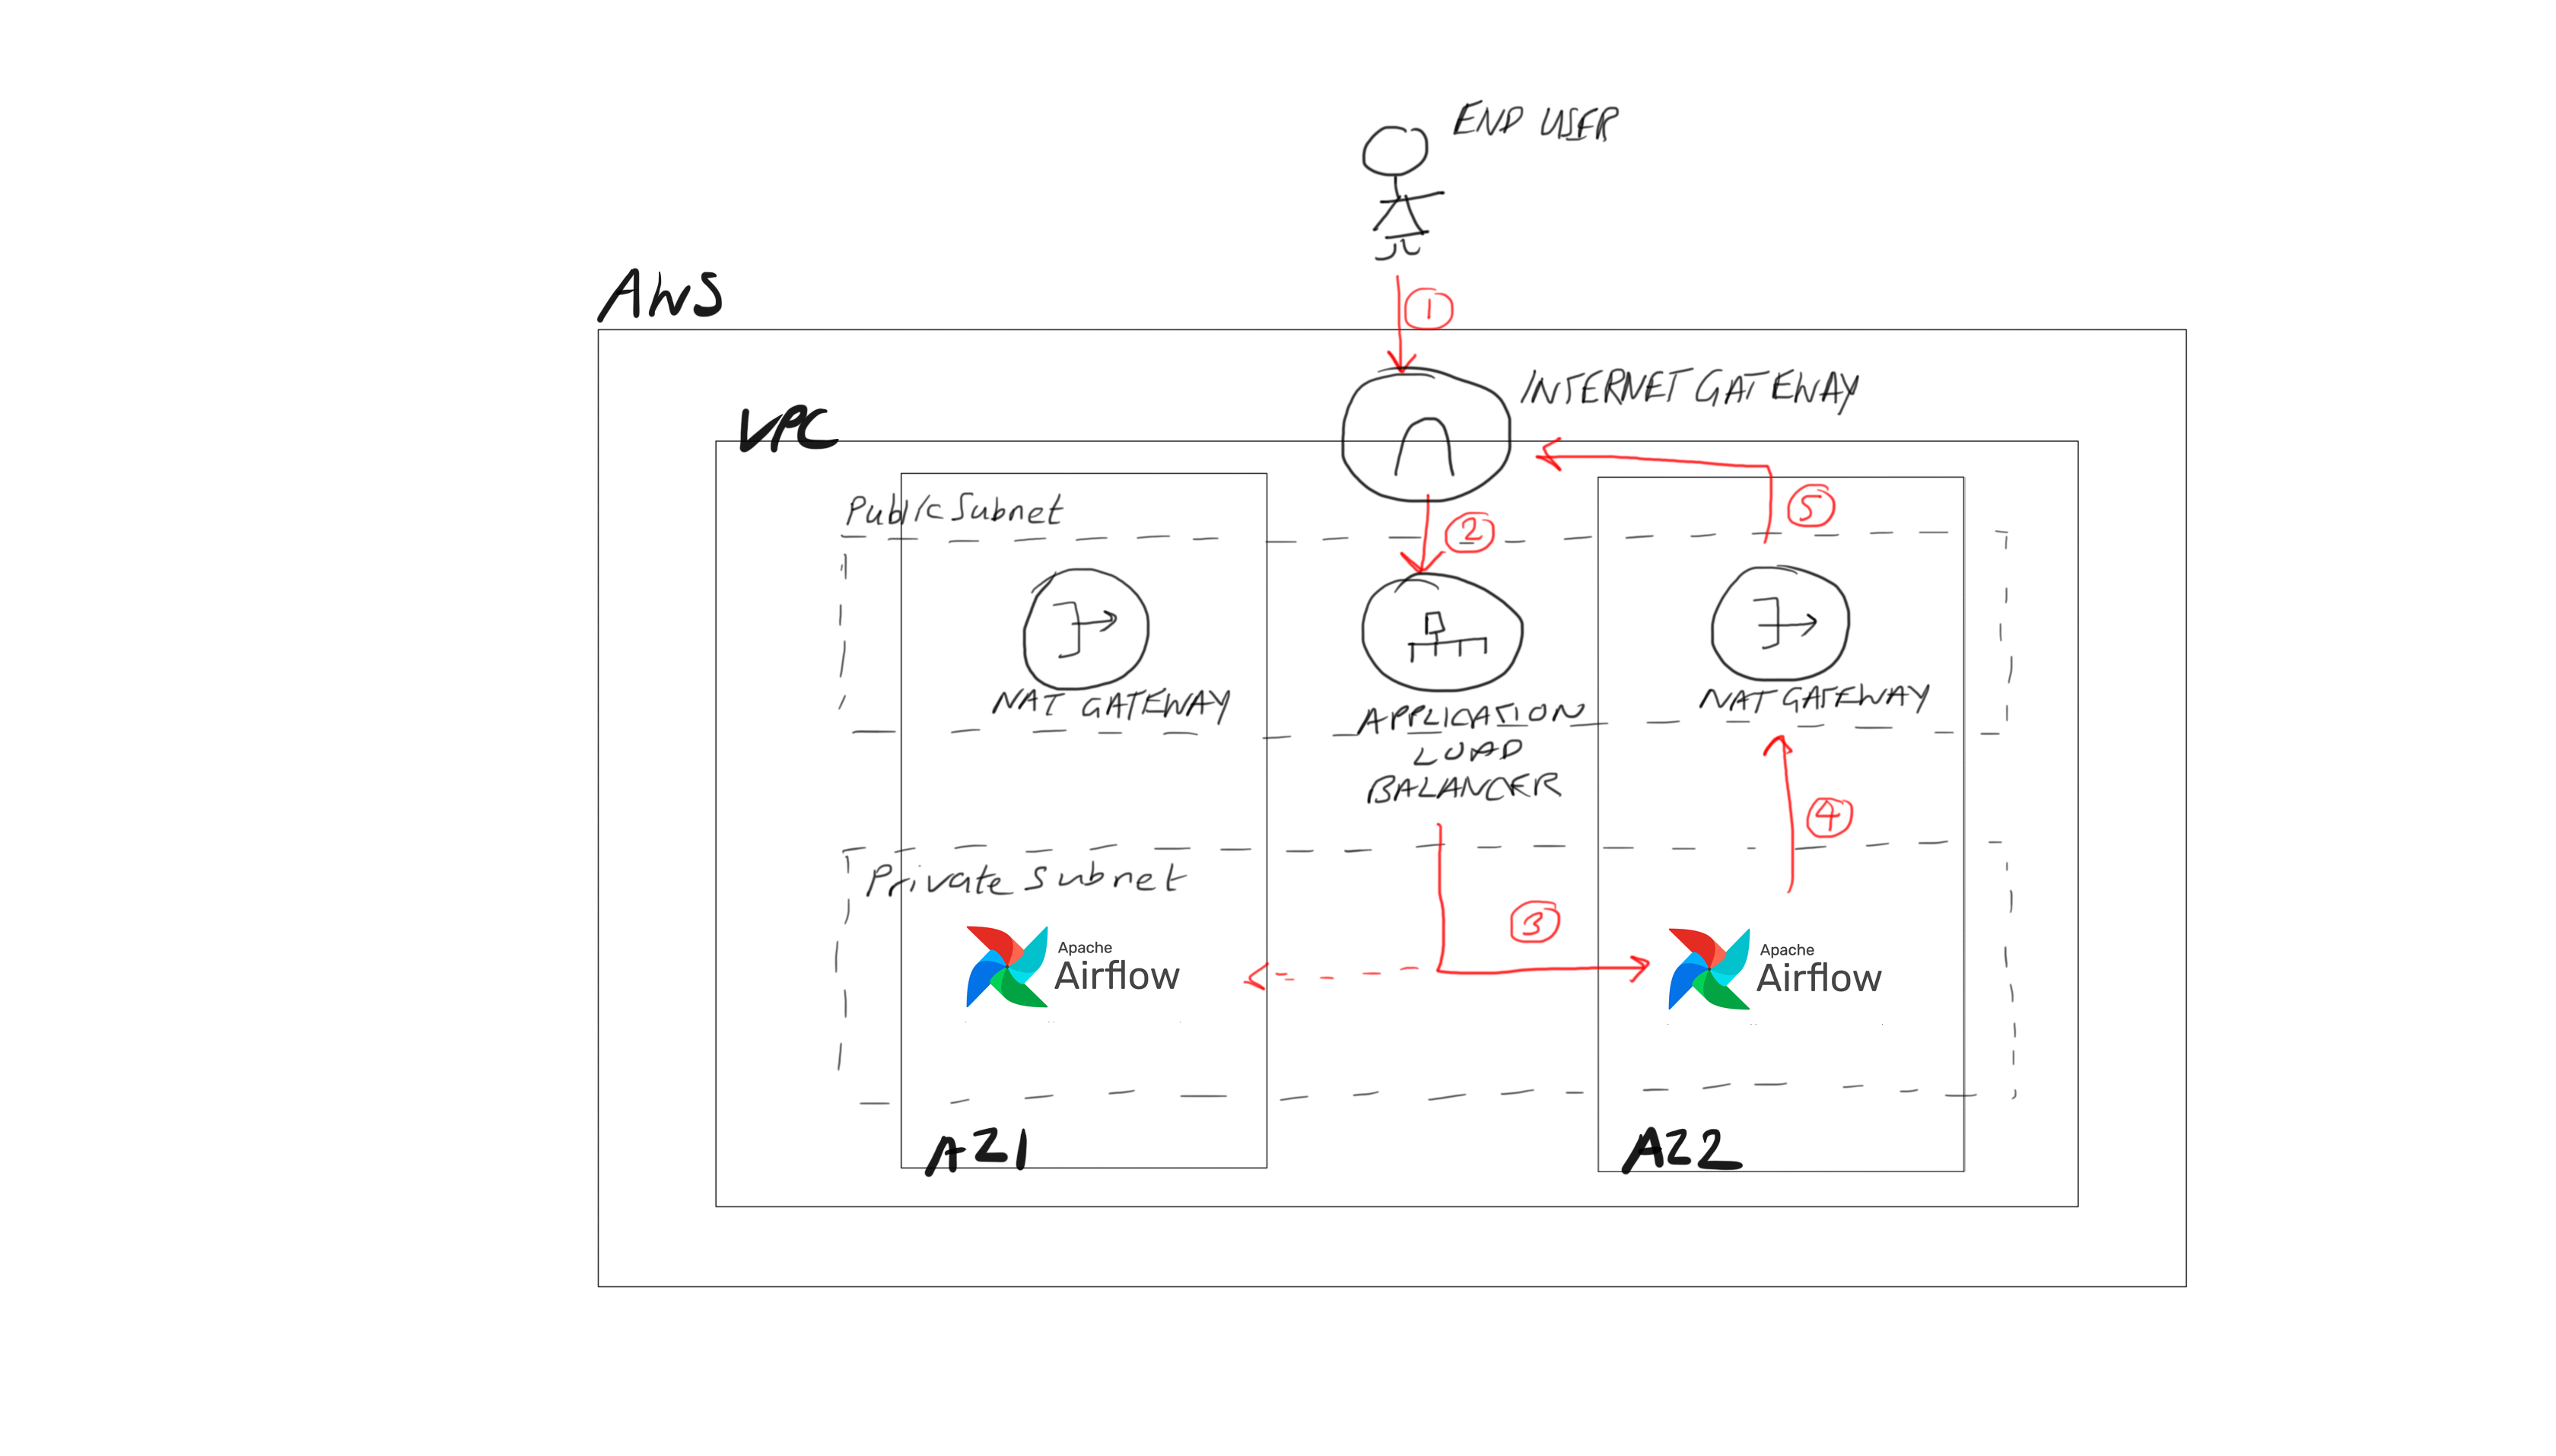 END USER
AWS
1
INTERNET GATEWAY
VPC
Public Subnet
5
2
NAT GATEWAY
APPLICATION
LOAD
BALANCER
NAT GATEWAY
4
Private Subnet
3
Apache
Airflow
Apache
Airflow
AZ1
AZ2